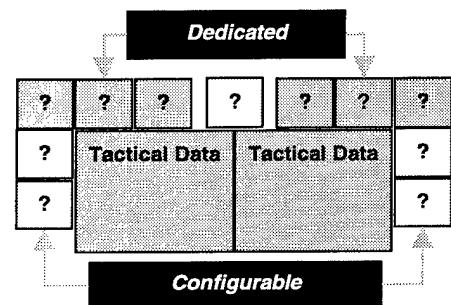 Dedicated
? ? ? ? ? ? ?
? Tactical Data Tactical Data ?
? ?
Configurable